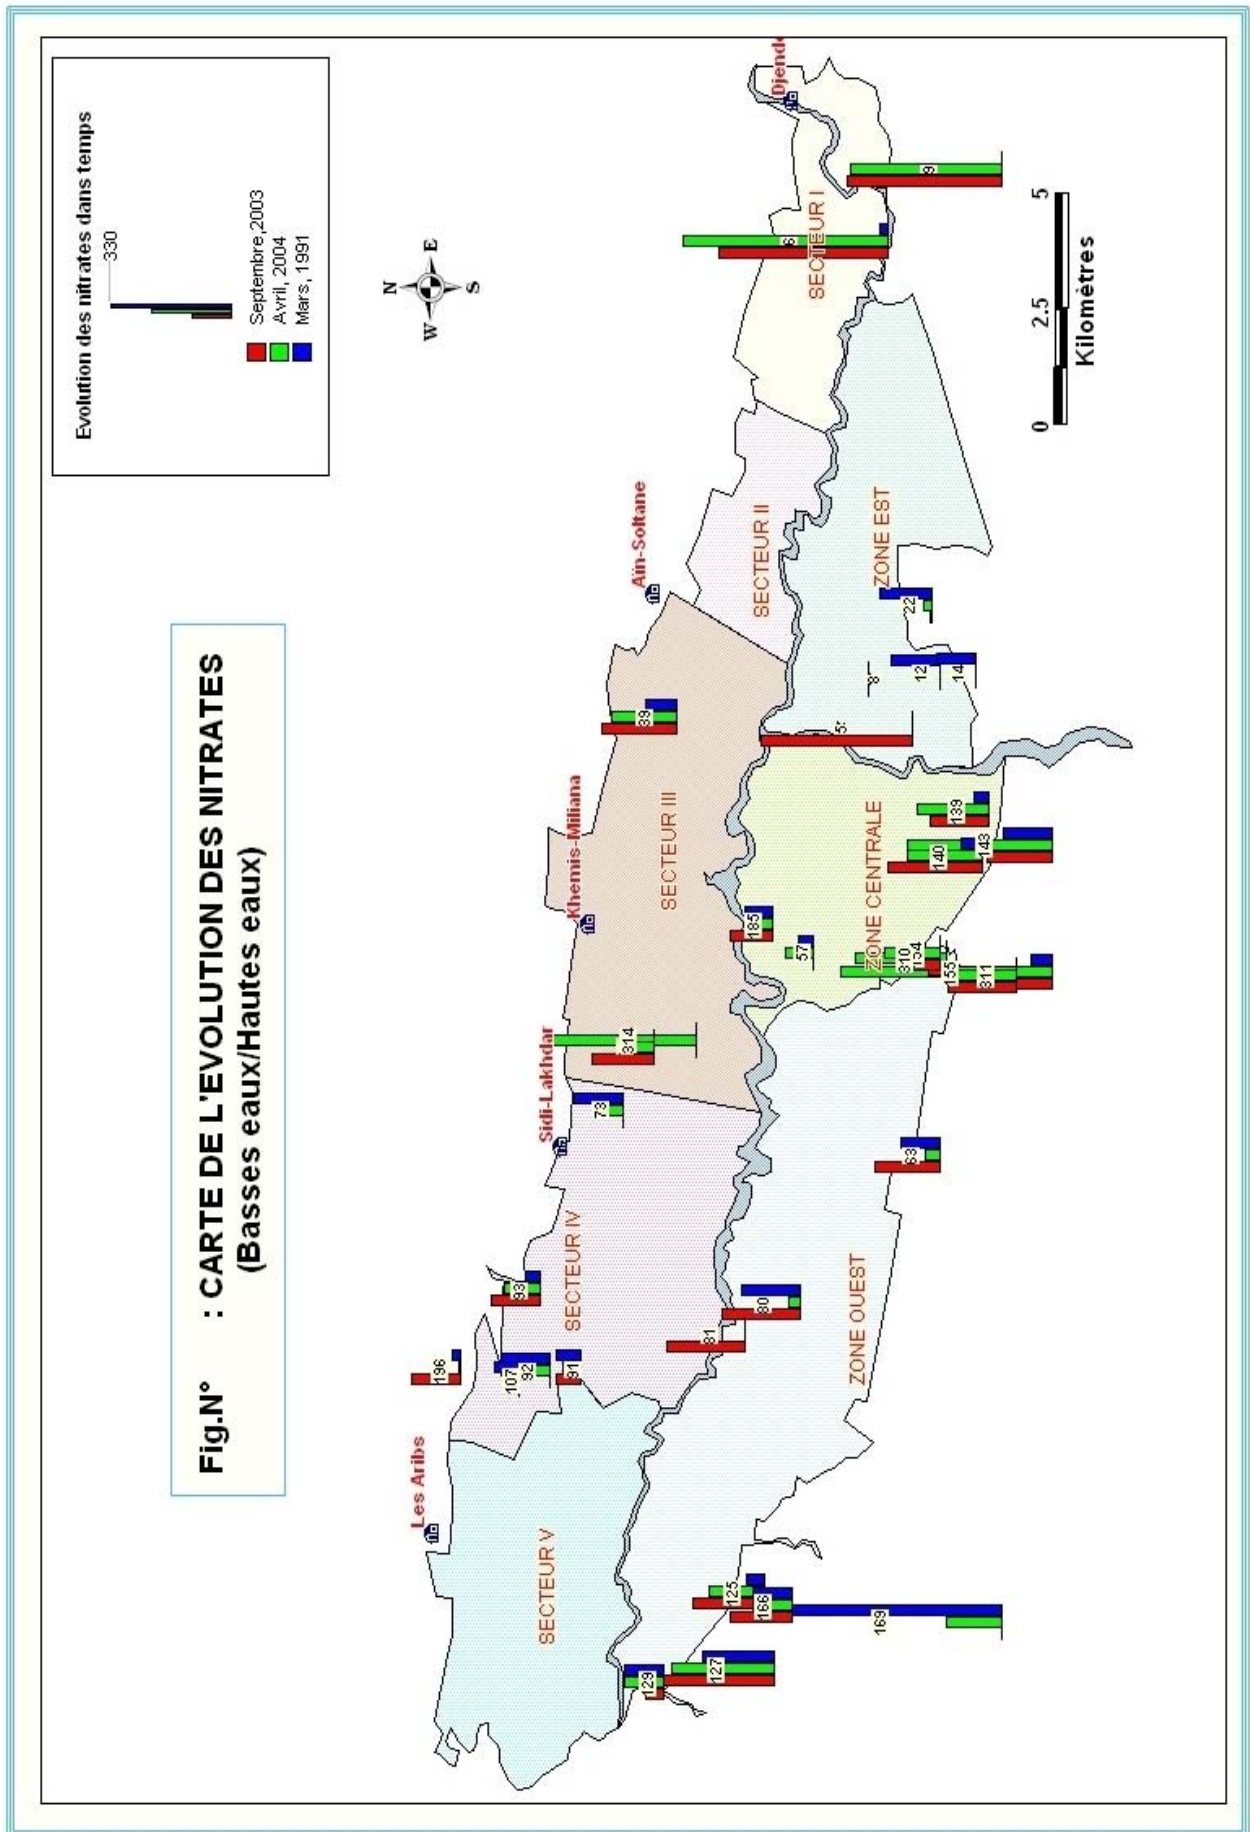 Fig.N° : CARTE DE L'EVOLUTION DES NITRATES
(Basses eaux/Hautes eaux)
Evolution des nitrates dans temps
330
Septembre,2003
Avril, 2004
Mars, 1991
N
W E
S
Les Aribs
Sidi-Lakhdar
Khemis-Miliana
Aïn-Soltane
SECTEUR V
SECTEUR IV
SECTEUR III
SECTEUR II
SECTEUR I
ZONE OUEST
ZONE CENTRALE
ZONE EST
196
107
92
91
93
73
314
39
9
129
127
125
166
169
81
80
63
185
57
310
155
311
140
143
139
8
12
14
22
0 2.5 5
Kilomètres